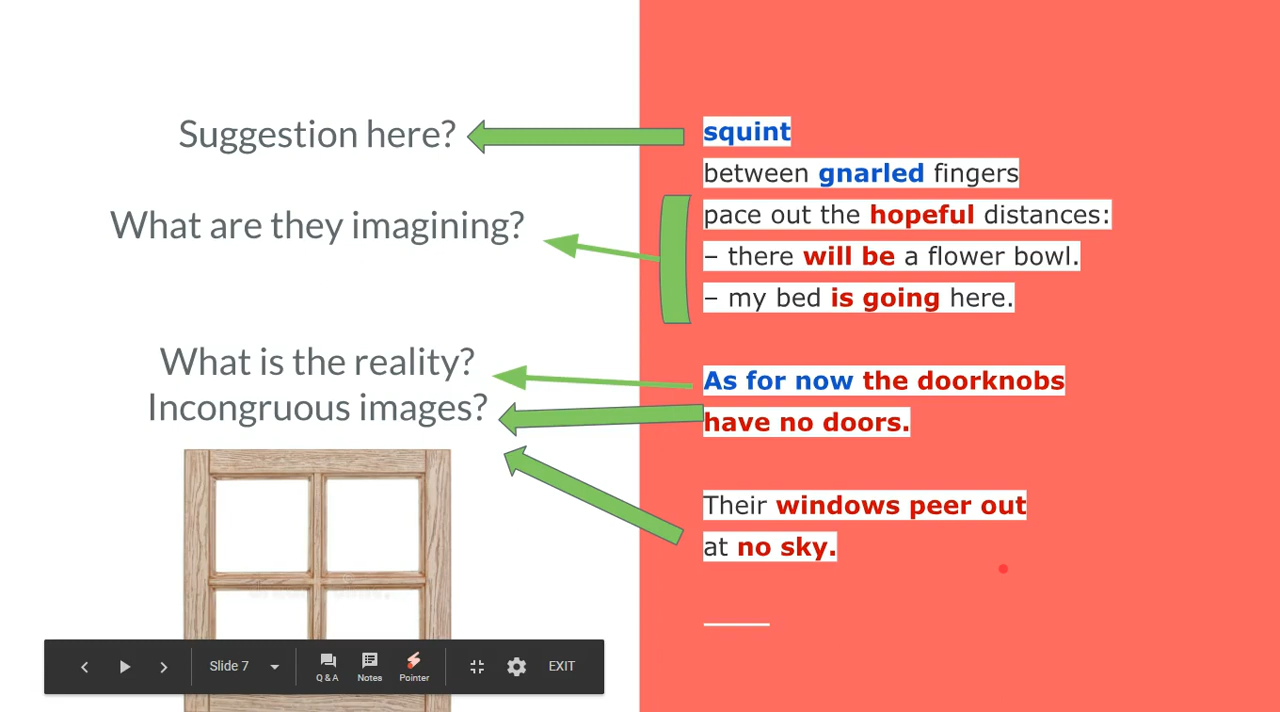 Suggestion here?
What are they imagining?
What is the reality?
Incongruous images?
squint
between gnarled fingers
pace out the hopeful distances:
– there will be a flower bowl.
– my bed is going here.
As for now the doorknobs
have no doors.
Their windows peer out
at no sky.
Slide 7
Q & A
Notes
Pointer
EXIT